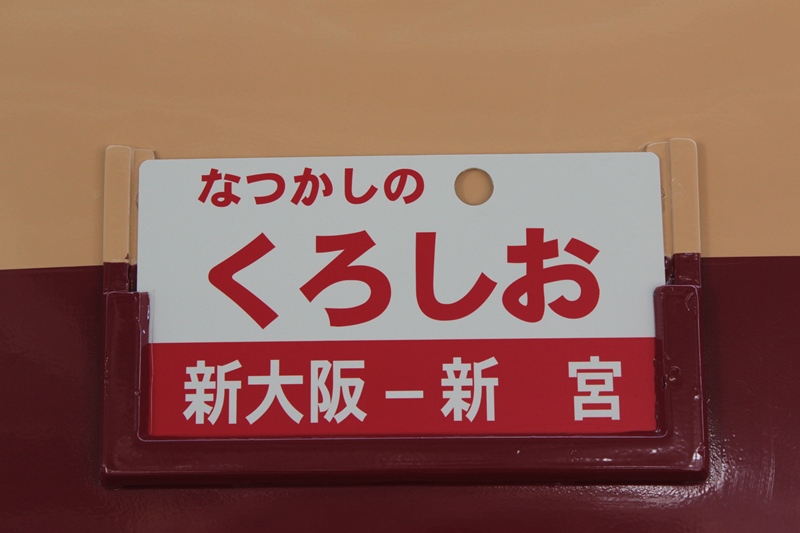 なつかしの
くろしお
新大阪－新　宮